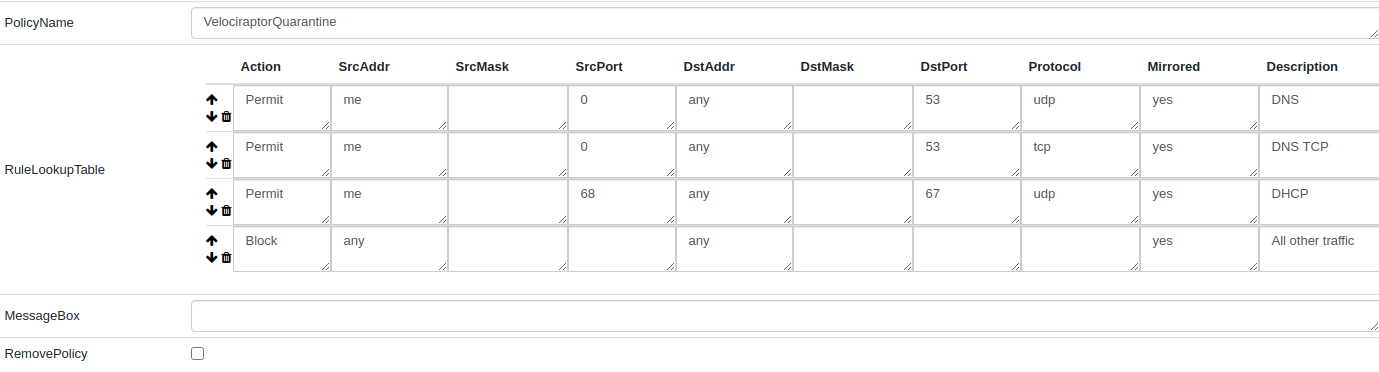 PolicyName VelociraptorQuarantine
Action SrcAddr SrcMask SrcPort DstAddr DstMask DstPort Protocol Mirrored Description
Permit me 0 any 53 udp yes DNS
Permit me 0 any 53 tcp yes DNS TCP
RuleLookupTable
Permit me 68 any 67 udp yes DHCP
Block any any yes All other traffic
MessageBox
RemovePolicy